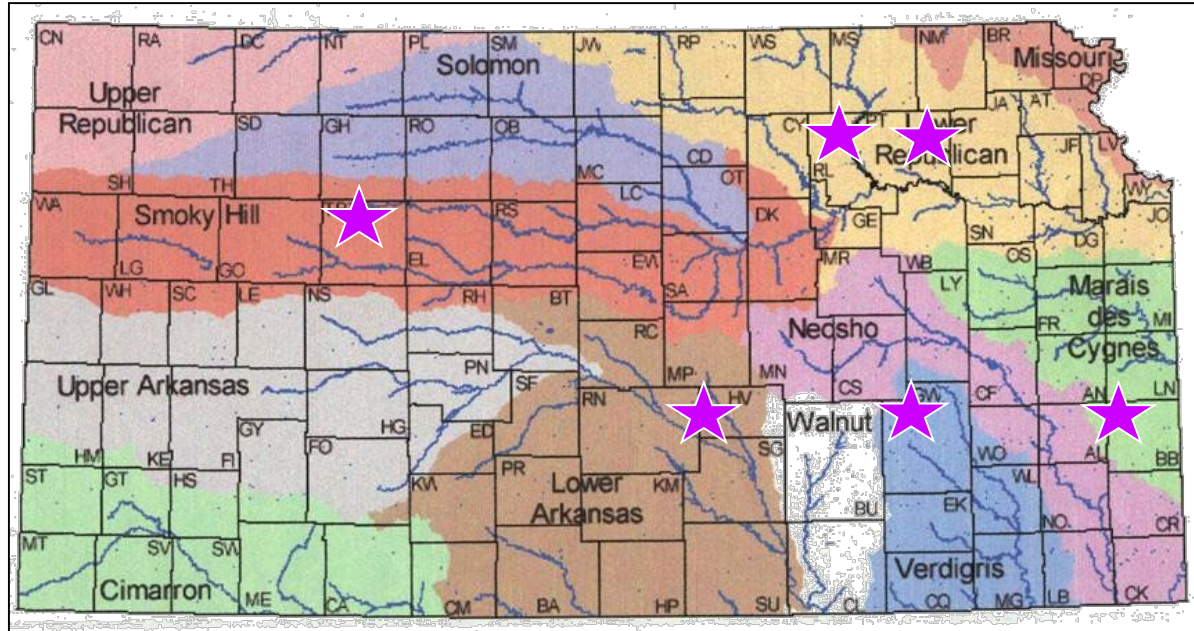 CN RA DC NT PL SM JW RP WS MS NM BR
Solomon Missouri
DP
Upper
JA AT
Republican SD GH RO OB CY PT Lower
Republican JF LV
CD
MC OT RL
SH TH LC WY
WA Smoky Hill RS DK GE JO
SN DG
LG GO EL EW MR WB OS
GL WH SC LE NS RH BT SA LY Marais
RC Nedsho FR des MI
Cygnes
PN MP MN CS CF
Upper Arkansas SF RN HV GW AN LN
GY HG ED Walnut
HM KE FI FO SG WO AL BB
ST GT HS KW PR Lower KM WL
Arkansas BU EK NO CR
MT SV SW Verdigris
Cimarron ME CA CM BA HP SU CL CQ MG LB CK